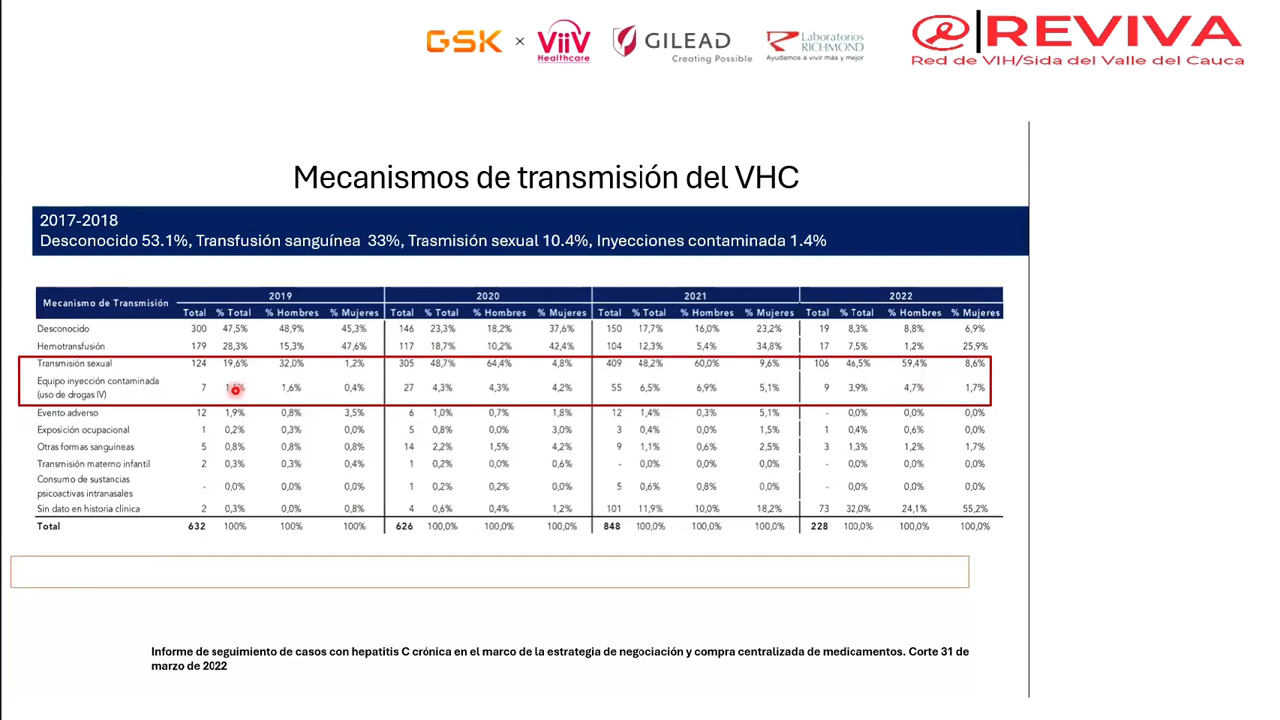 GSK × ViiV Healthcare GILEAD Creating Possible Laboratorios RICHMOND Ayudamos a vivir más y mejor
REVIVA
Red de VIH/Sida del Valle del Cauca
Mecanismos de transmisión del VHC
2017-2018
Desconocido 53.1%, Transfusión sanguínea 33%, Trasmisión sexual 10.4%, Inyecciones contaminada 1.4%
Mecanismo de Transmisión 2019 2020 2021 2022
Total % Total % Hombres % Mujeres Total % Total % Hombres % Mujeres Total % Total % Hombres % Mujeres Total % Total % Hombres % Mujeres
Desconocido 300 47,5% 48,9% 45,3% 146 23,3% 18,2% 37,6% 150 17,7% 16,0% 23,2% 19 8,3% 8,8% 6,9%
Hemotransfusión 179 28,3% 15,3% 47,6% 117 18,7% 10,2% 42,4% 104 12,3% 5,4% 34,8% 17 7,5% 1,2% 25,9%
Transmisión sexual 124 19,6% 32,0% 1,2% 305 48,7% 64,4% 4,8% 409 48,2% 60,0% 9,6% 106 46,5% 59,4% 8,6%
Equipo inyección contaminada
(uso de drogas IV) 7 1,6% 0,4% 27 4,3% 4,3% 4,2% 55 6,5% 6,9% 5,1% 9 3,9% 4,7% 1,7%
Evento adverso 12 1,9% 0,8% 3,5% 6 1,0% 0,7% 1,8% 12 1,4% 0,3% 5,1% - 0,0% 0,0% 0,0%
Exposición ocupacional 1 0,2% 0,3% 0,0% 5 0,8% 0,0% 3,0% 3 0,4% 0,0% 1,5% 1 0,4% 0,6% 0,0%
Otras formas sanguíneas 5 0,8% 0,8% 0,8% 14 2,2% 1,5% 4,2% 9 1,1% 0,6% 2,5% 3 1,3% 1,2% 1,7%
Transmisión materno infantil 2 0,3% 0,3% 0,4% 1 0,2% 0,0% 0,6% - 0,0% 0,0% 0,0% - 0,0% 0,0% 0,0%
Consumo de sustancias
psicoactivas intranasales - 0,0% 0,0% 0,0% 1 0,2% 0,2% 0,0% 5 0,6% 0,8% 0,0% - 0,0% 0,0% 0,0%
Sin dato en historia clínica 2 0,3% 0,0% 0,8% 4 0,6% 0,4% 1,2% 101 11,9% 10,0% 18,2% 73 32,0% 24,1% 55,2%
Total 632 100% 100% 100% 626 100,0% 100,0% 100,0% 848 100,0% 100,0% 100,0% 228 100,0% 100,0% 100,0%
Informe de seguimiento de casos con hepatitis C crónica en el marco de la estrategia de negociación y compra centralizada de medicamentos. Corte 31 de
marzo de 2022